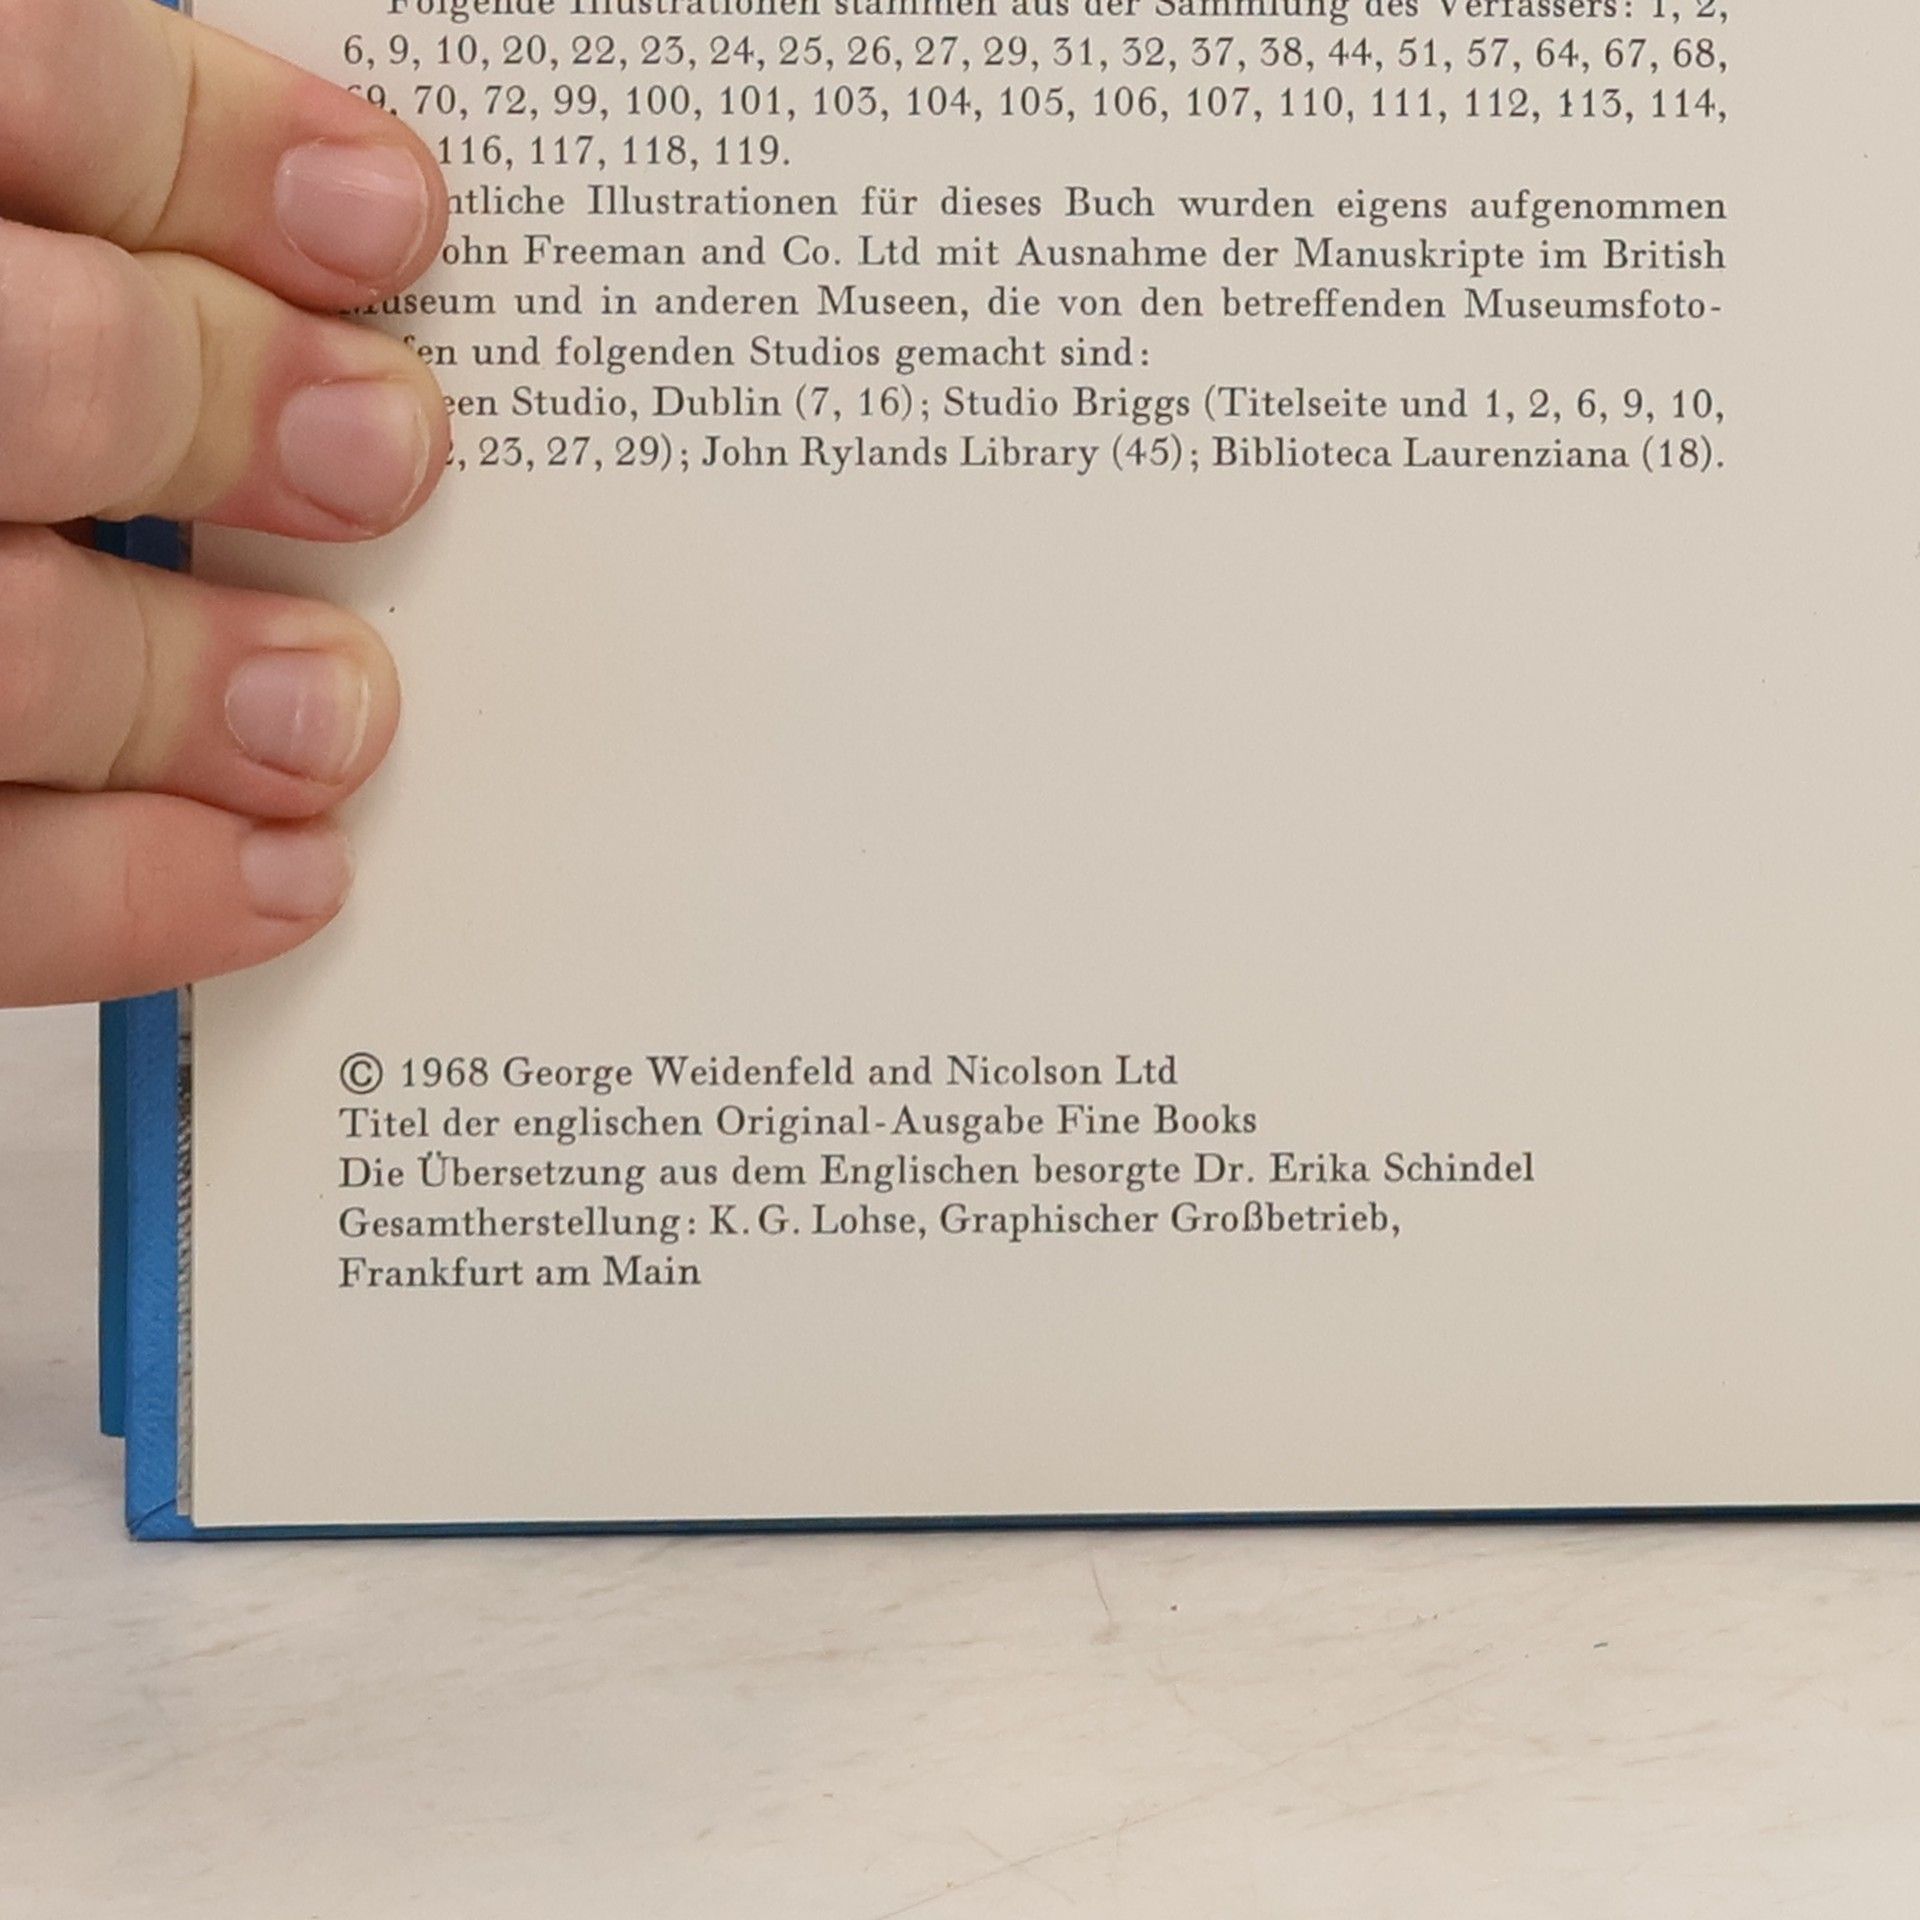 Folgende Illustrationen stammen aus der Sammlung des Verfassers: 1, 2,
6, 9, 10, 20, 22, 23, 24, 25, 26, 27, 29, 31, 32, 37, 38, 44, 51, 57, 64, 67, 68,
69, 70, 72, 99, 100, 101, 103, 104, 105, 106, 107, 110, 111, 112, 113, 114,
116, 117, 118, 119.
Illustrationen für dieses Buch wurden eigens aufgenommen
Freeman and Co. Ltd mit Ausnahme der Manuskripte im British
Museum und in anderen Museen, die von den betreffenden Museumsfoto-
und folgenden Studios gemacht sind:
Studio, Dublin (7, 16); Studio Briggs (Titelseite und 1, 2, 6, 9, 10,
23, 27, 29); John Rylands Library (45); Biblioteca Laurenziana (18).
© 1968 George Weidenfeld and Nicolson Ltd
Titel der englischen Original-Ausgabe Fine Books
Die Übersetzung aus dem Englischen besorgte Dr. Erika Schindel
Gesamtherstellung: K. G. Lohse, Graphischer Großbetrieb,
Frankfurt am Main